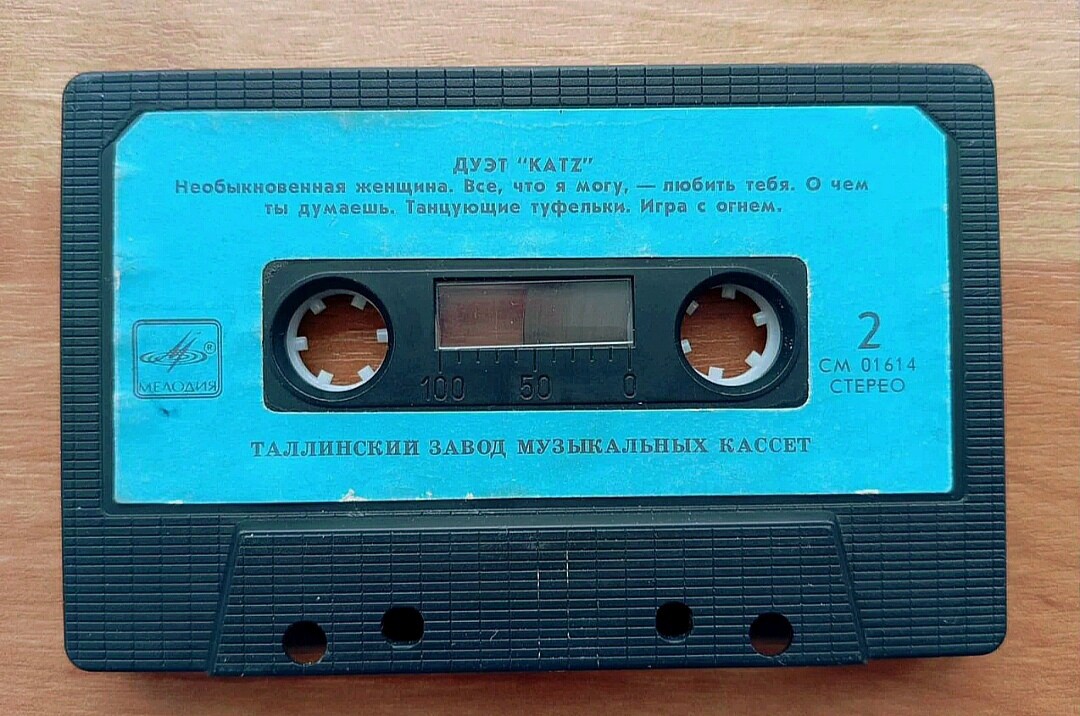 ДУЭТ "KATZ"
Необыкновенная женщина. Все, что я могу, — любить тебя. О чем
ты думаешь. Танцующие туфельки. Игра с огнем.
МЕЛОДИЯ ®
100 50 0
2
СМ 01614
СТЕРЕО
ТАЛЛИНСКИЙ ЗАВОД МУЗЫКАЛЬНЫХ КАССЕТ